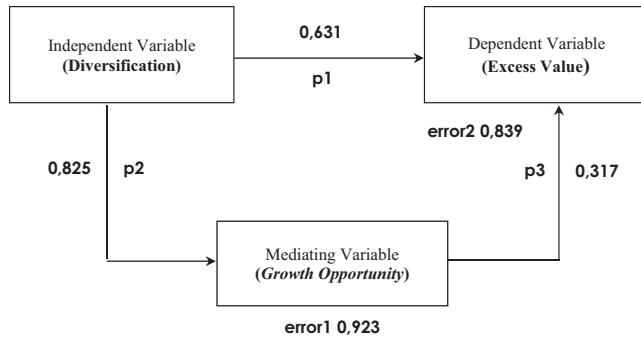 Independent Variable
(Diversification)
0,631
p1
Dependent Variable
(Excess Value)
error2 0,839
0,825
p2
p3
0,317
Mediating Variable
(Growth Opportunity)
error1 0,923